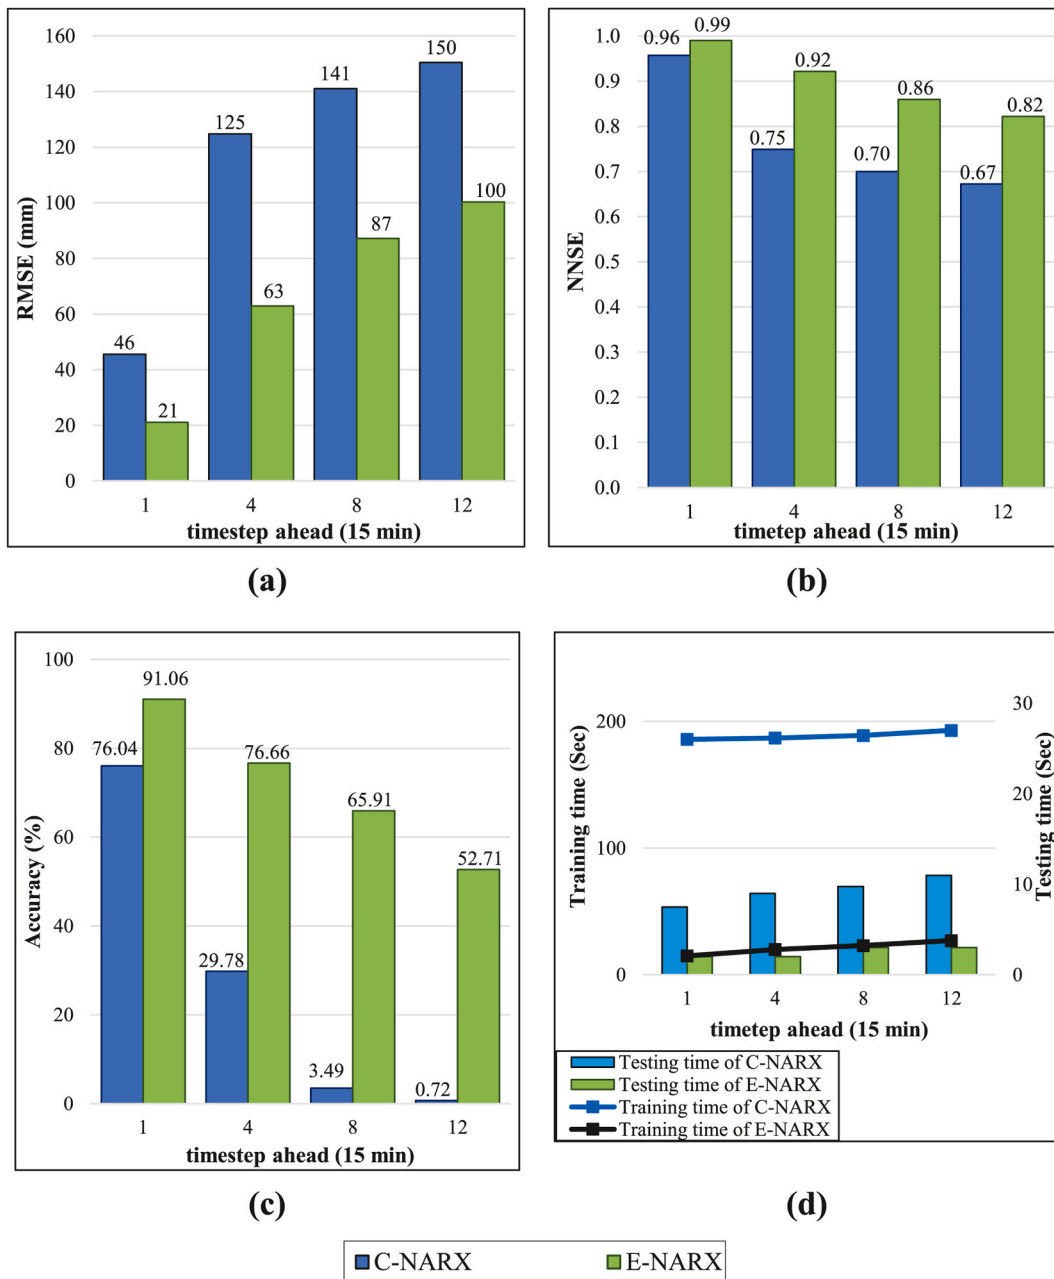 RMSE (mm)
160
140
120
100
80
60
40
20
0
46
21
125
63
141
87
150
100
1 4 8 12
timestep ahead (15 min)
(a)
NNSE
1.0
0.9
0.8
0.7
0.6
0.5
0.4
0.3
0.2
0.1
0.0
0.96
0.99
0.75
0.92
0.70
0.86
0.67
0.82
1 4 8 12
timetep ahead (15 min)
(b)
Accuracy (%)
100
80
60
40
20
0
76.04
91.06
29.78
76.66
3.49
65.91
0.72
52.71
1 4 8 12
timestep ahead (15 min)
(c)
Training time (Sec)
200
100
0
Testing time (Sec)
30
20
10
0
1 4 8 12
timetep ahead (15 min)
Testing time of C-NARX
Testing time of E-NARX
Training time of C-NARX
Training time of E-NARX
(d)
C-NARX E-NARX